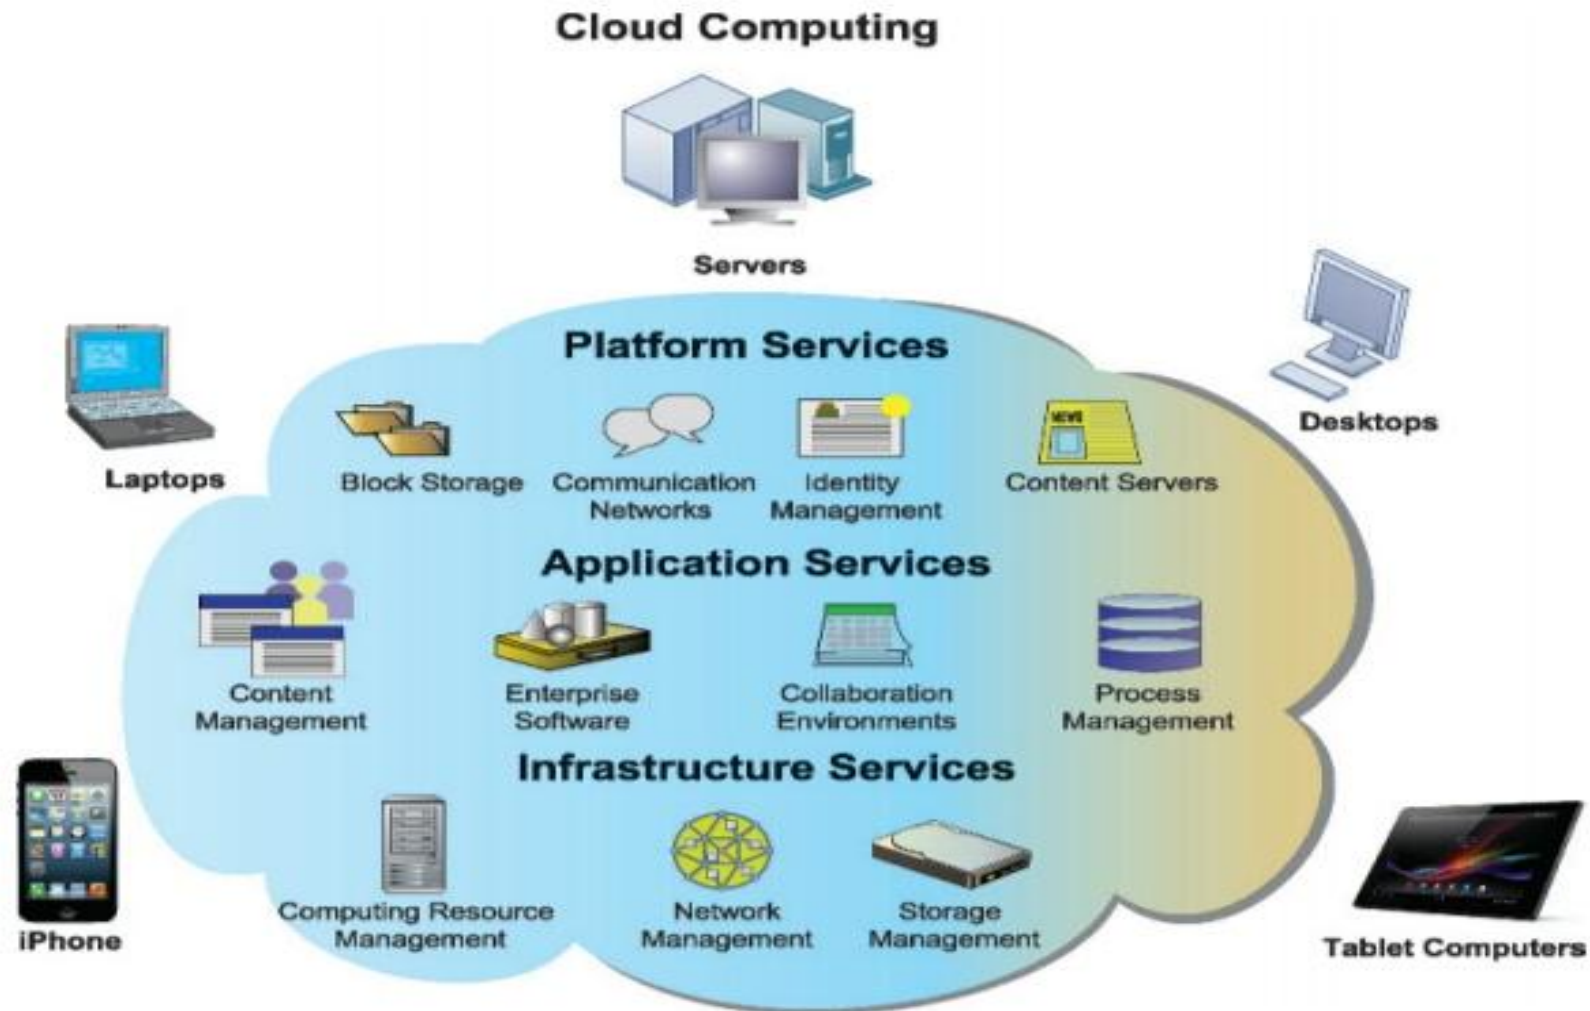 Cloud Computing
Servers
Platform Services
Laptops
Desktops
Block Storage
Communication
Networks
Identity
Management
NEWS
Content Servers
Application Services
Content
Management
Enterprise
Software
Collaboration
Environments
Process
Management
Infrastructure Services
iPhone
Computing Resource
Management
Network
Management
Storage
Management
Tablet Computers